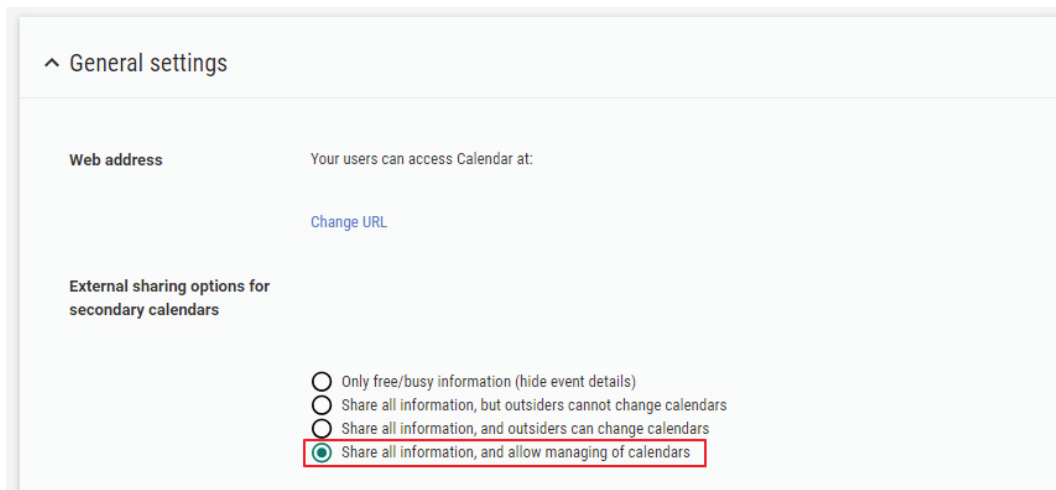 General settings
Web address
Your users can access Calendar at:
Change URL
External sharing options for
secondary calendars
Only free/busy information (hide event details)
Share all information, but outsiders cannot change calendars
Share all information, and outsiders can change calendars
Share all information, and allow managing of calendars